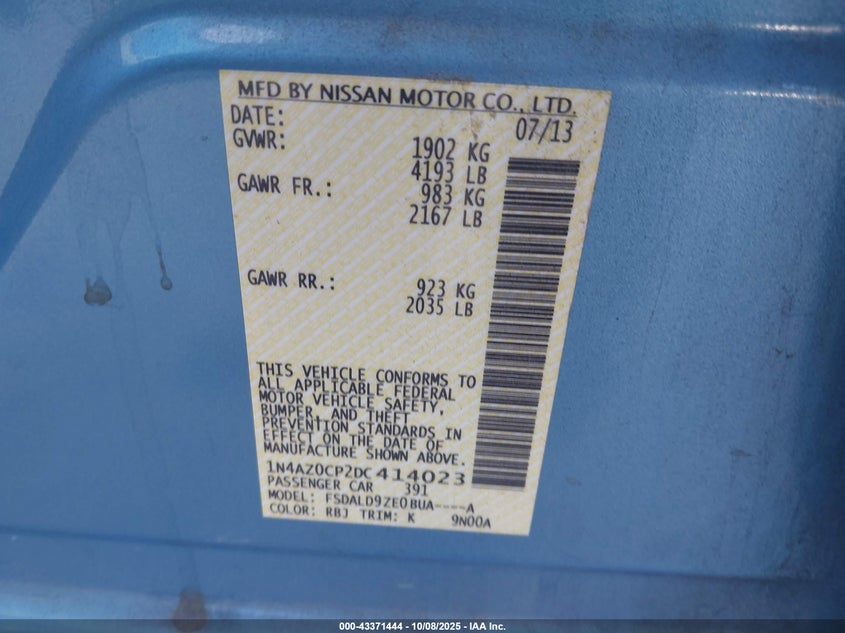 MFD BY NISSAN MOTOR CO., LTD.
DATE: 07/13
GVWR: 1902 KG
4193 LB
GAWR FR.: 983 KG
2167 LB
GAWR RR.: 923 KG
2035 LB
THIS VEHICLE CONFORMS TO
ALL APPLICABLE FEDERAL
MOTOR VEHICLE SAFETY,
BUMPER, AND THEFT
PREVENTION STANDARDS IN
EFFECT ON THE DATE OF
MANUFACTURE SHOWN ABOVE.
1N4AZ0CP2DC414023
PASSENGER CAR 391
MODEL: FSDALD9ZE0BUA----A
COLOR: RBJ TRIM: K 9N00A
000-43371444 - 10/08/2025 - IAA Inc.